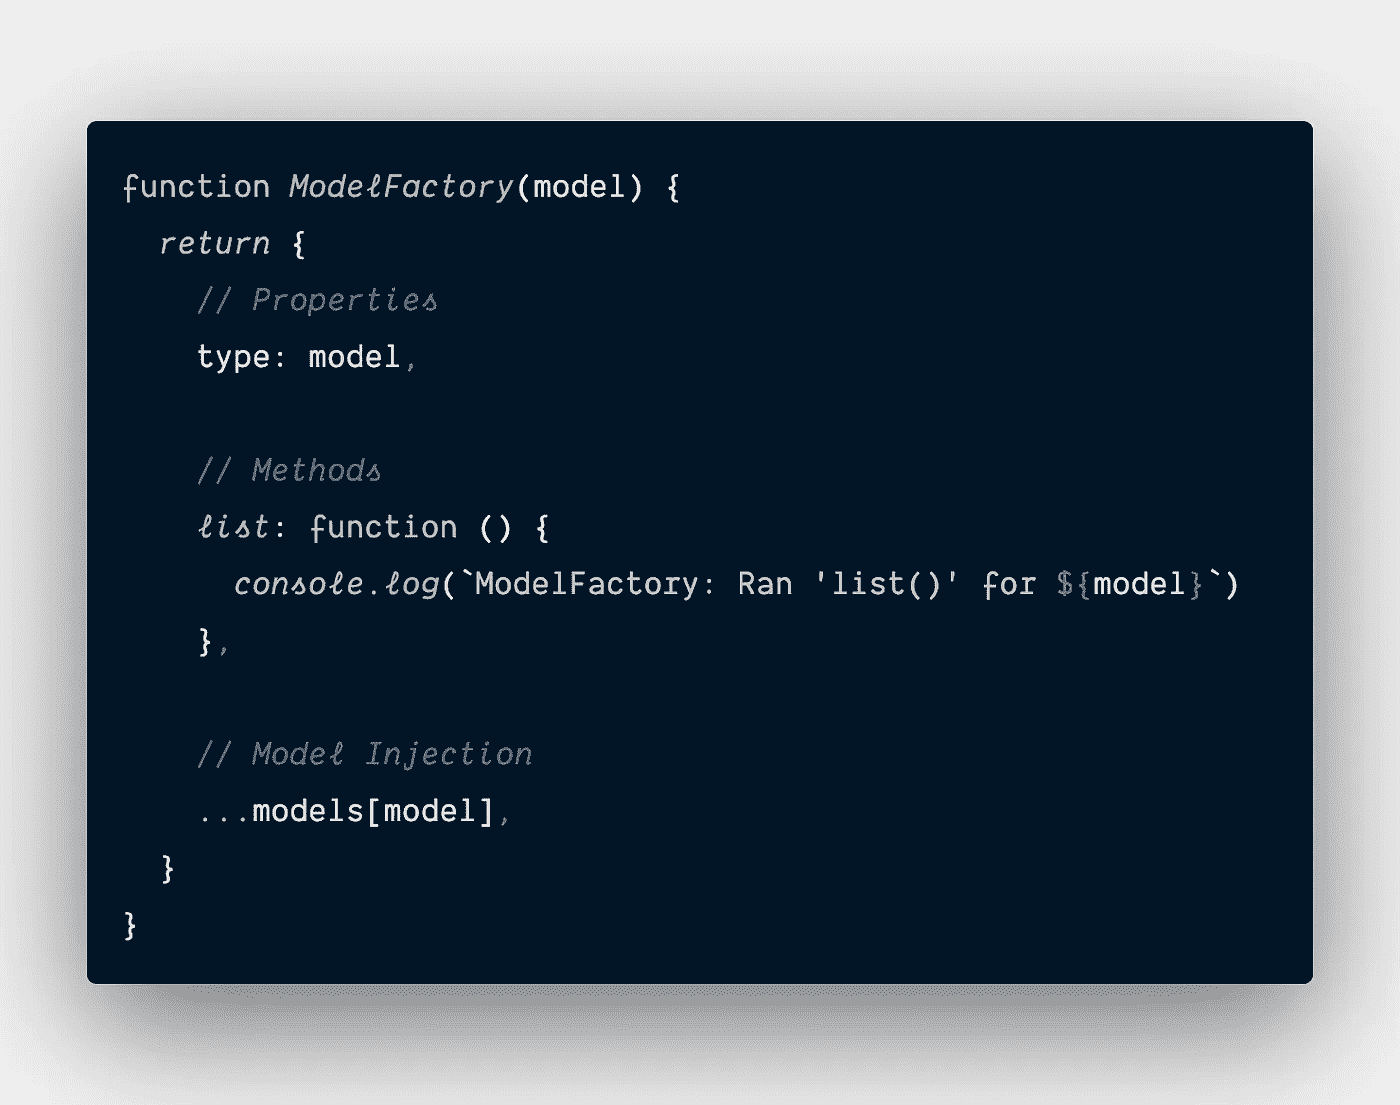 function ModelFactory(model) {
  return {
    // Properties
    type: model,

    // Methods
    list: function () {
      console.log(`ModelFactory: Ran 'list()' for ${model}`)
    },

    // Model Injection
    ...models[model],
  }
}